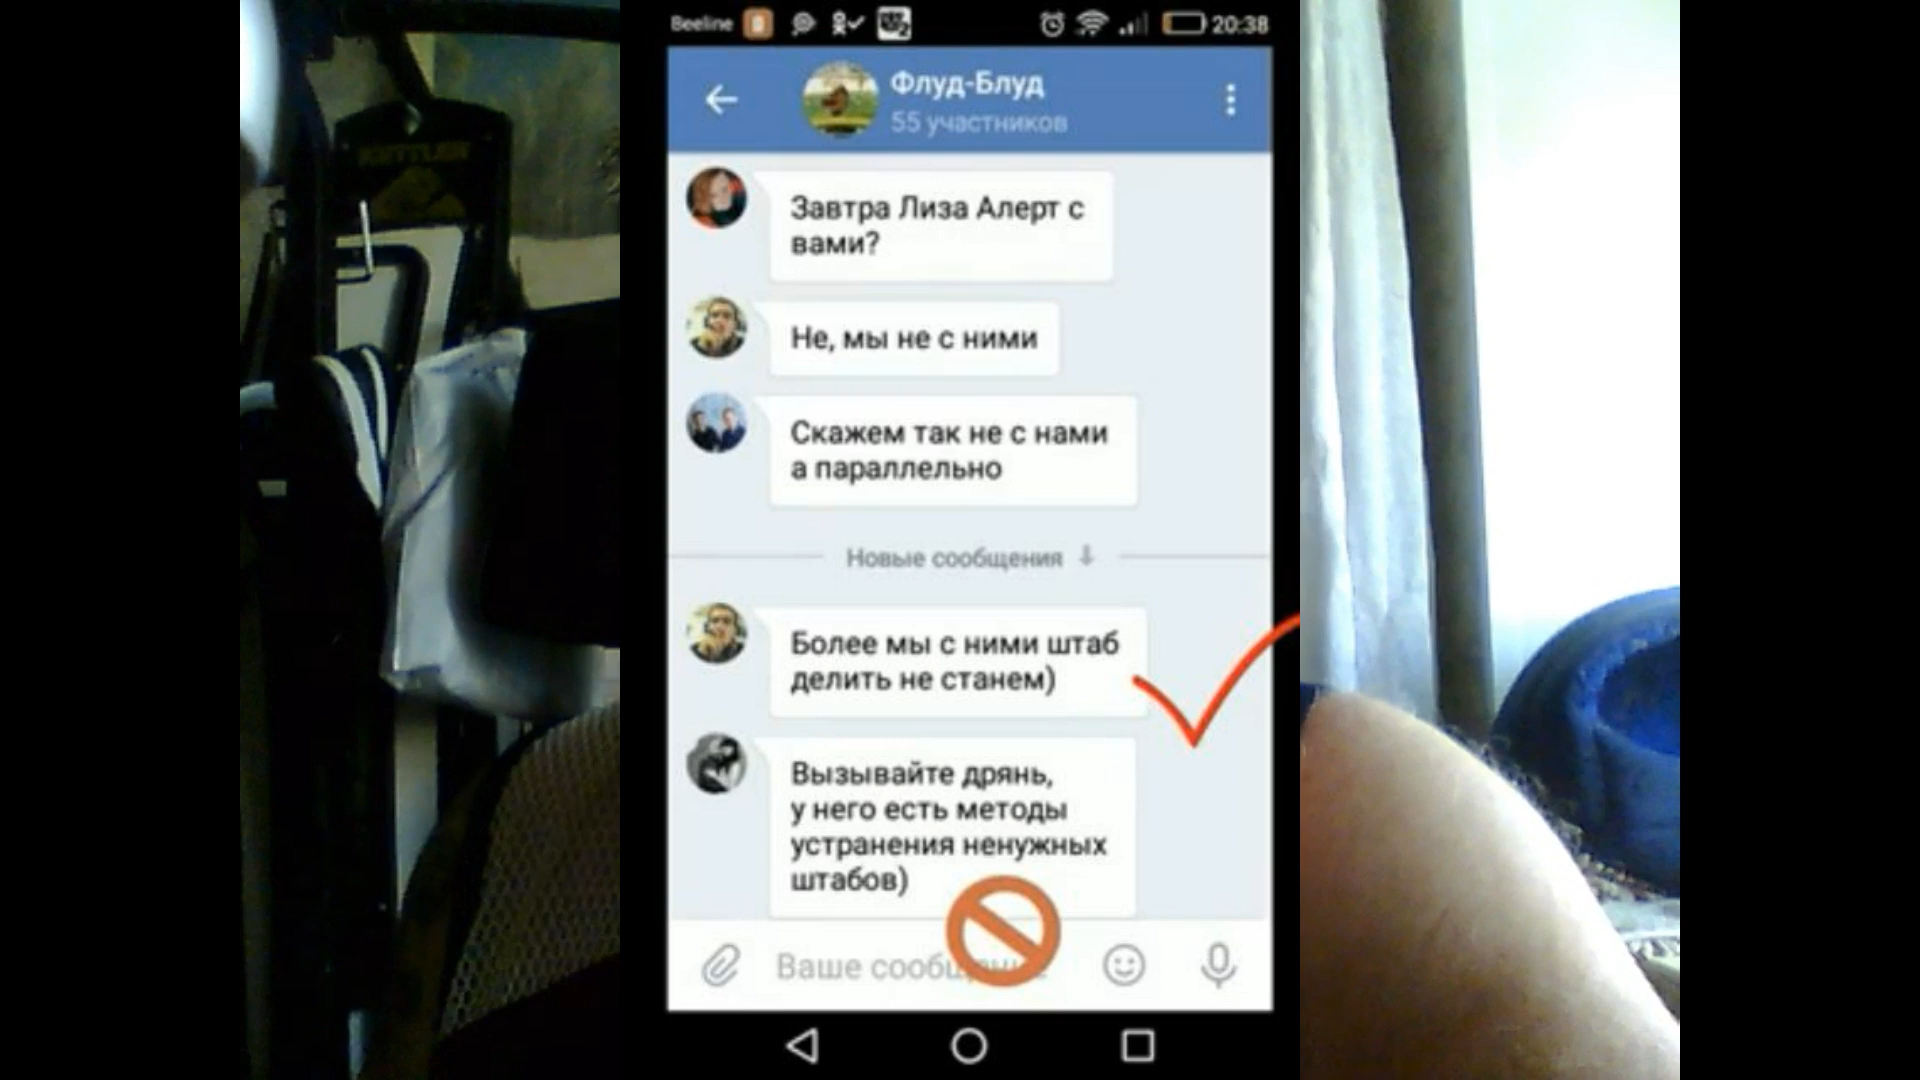 Beeline
20:38
Флуд-Блуд
55 участников
Завтра Лиза Алерт с
вами?
Не, мы не с ними
Скажем так не с нами
а параллельно
Новые сообщения
Более мы с ними штаб
делить не станем)
Вызывайте дрянь,
у него есть методы
устранения ненужных
штабов)
Ваше
KETTLER